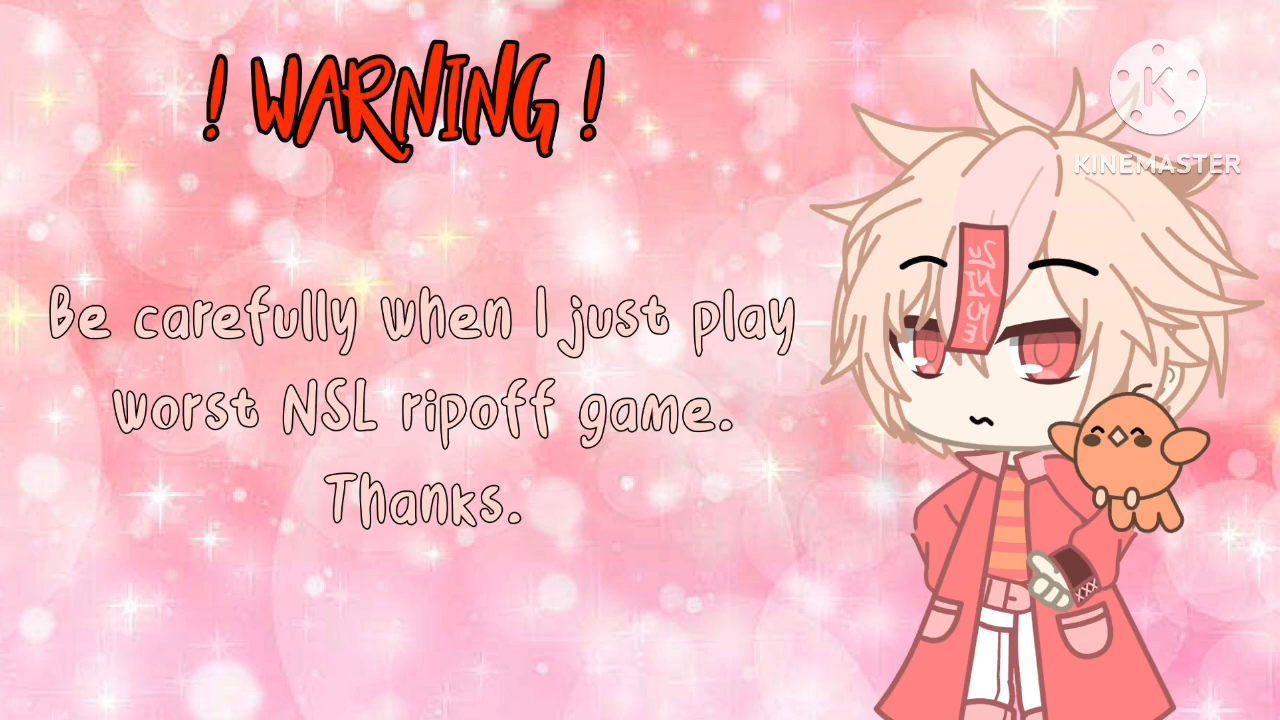 ! WARNING !
Be carefully when I just play
worst NSL ripoff game.
Thanks.
K
KINEMASTER